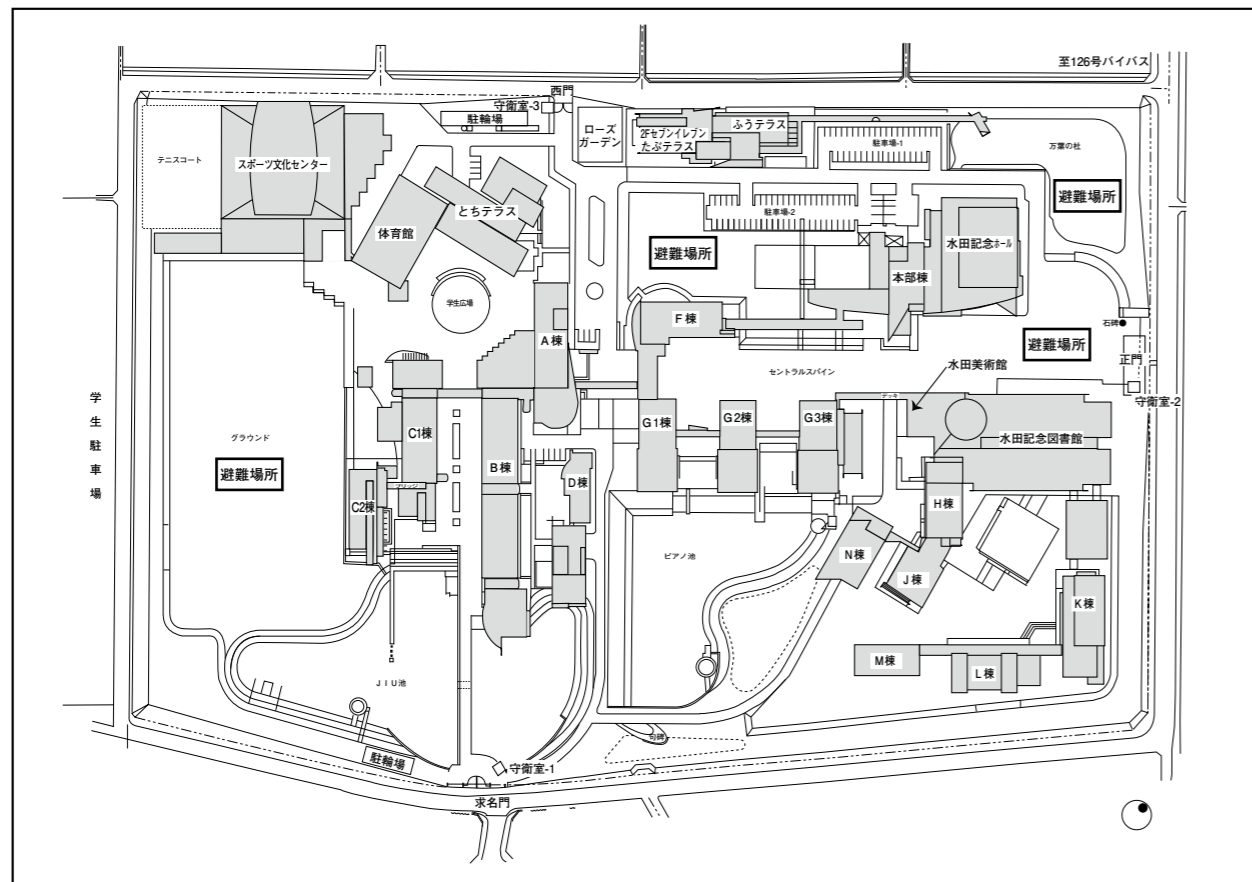 至126号バイパス
西門
守衛室-3
駐輪場
ローズ
ガーデン
2Fセブンイレブン
たぶテラス
ふうテラス
駐車場-1
万葉の杜
テニスコート
スポーツ文化センター
とちテラス
体育館
駐車場-2
避難場所
避難場所
水田記念ホール
本部棟
学生広場
A棟
F棟
石碑
避難場所
正門
セントラルスパイン
水田美術館
守衛室-2
デッキ
学生駐車場
グラウンド
避難場所
C1棟
B棟
G1棟
G2棟
G3棟
水田記念図書館
D棟
ブリッジ
C2棟
H棟
ピアノ池
N棟
J棟
K棟
M棟
L棟
JIU池
句碑
駐輪場
守衛室-1
求名門